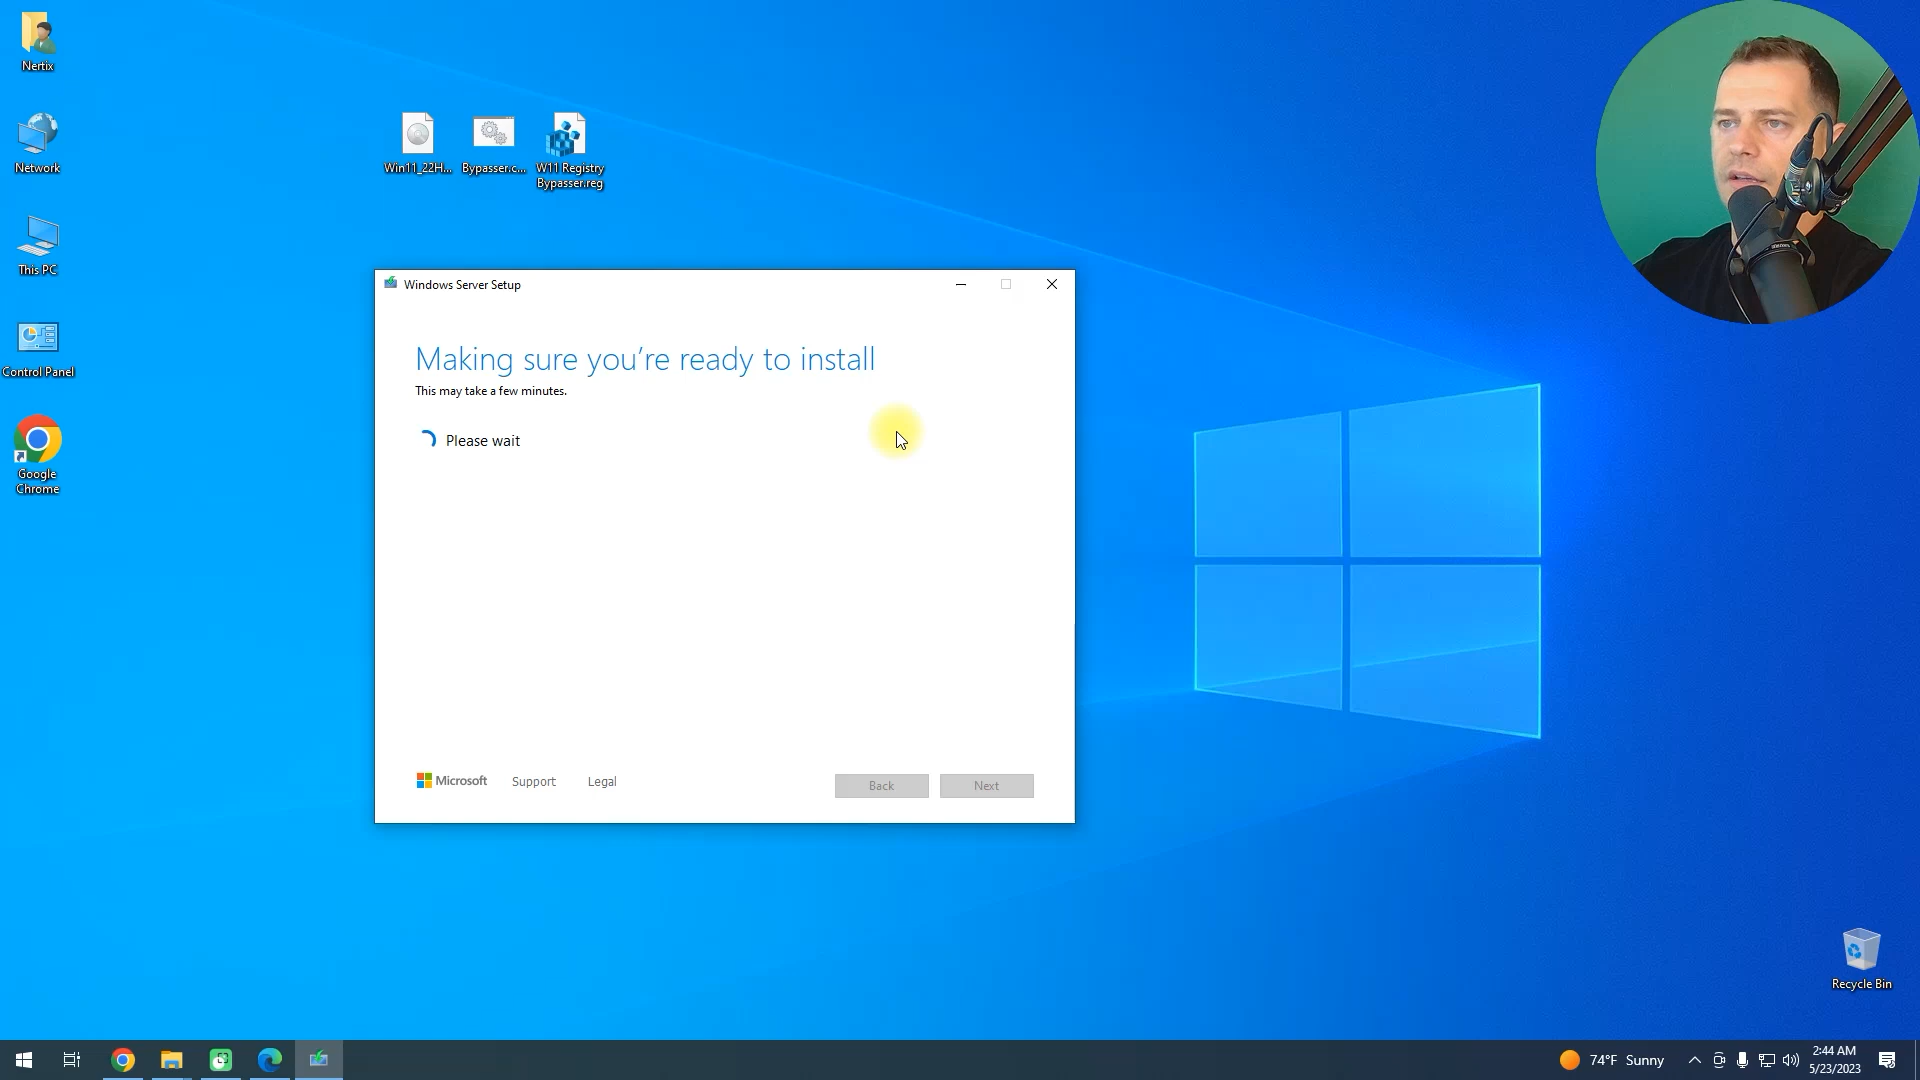 Nertix
Network
This PC
Control Panel
Google
Chrome
Win11_22H...
Bypasser.c...
W11 Registry
Bypasser.reg
Windows Server Setup
Making sure you're ready to install
This may take a few minutes.
Please wait
Microsoft
Support
Legal
Back
Next
Recycle Bin
74°F Sunny
2:44 AM
5/23/2023